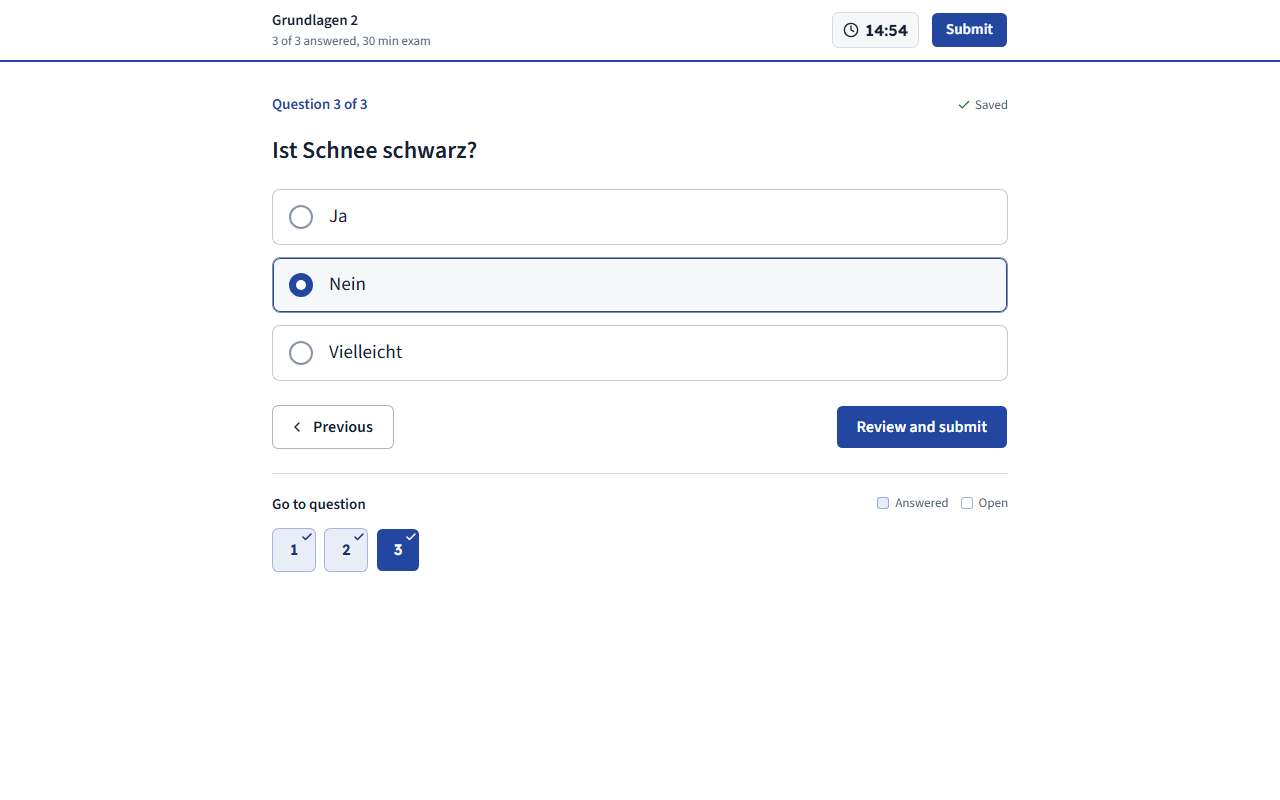 Grundlagen 2
3 of 3 answered, 30 min exam
14:54
Submit
Question 3 of 3
Saved
Ist Schnee schwarz?
Ja
Nein
Vielleicht
Previous
Review and submit
Go to question
Answered
Open
1
2
3